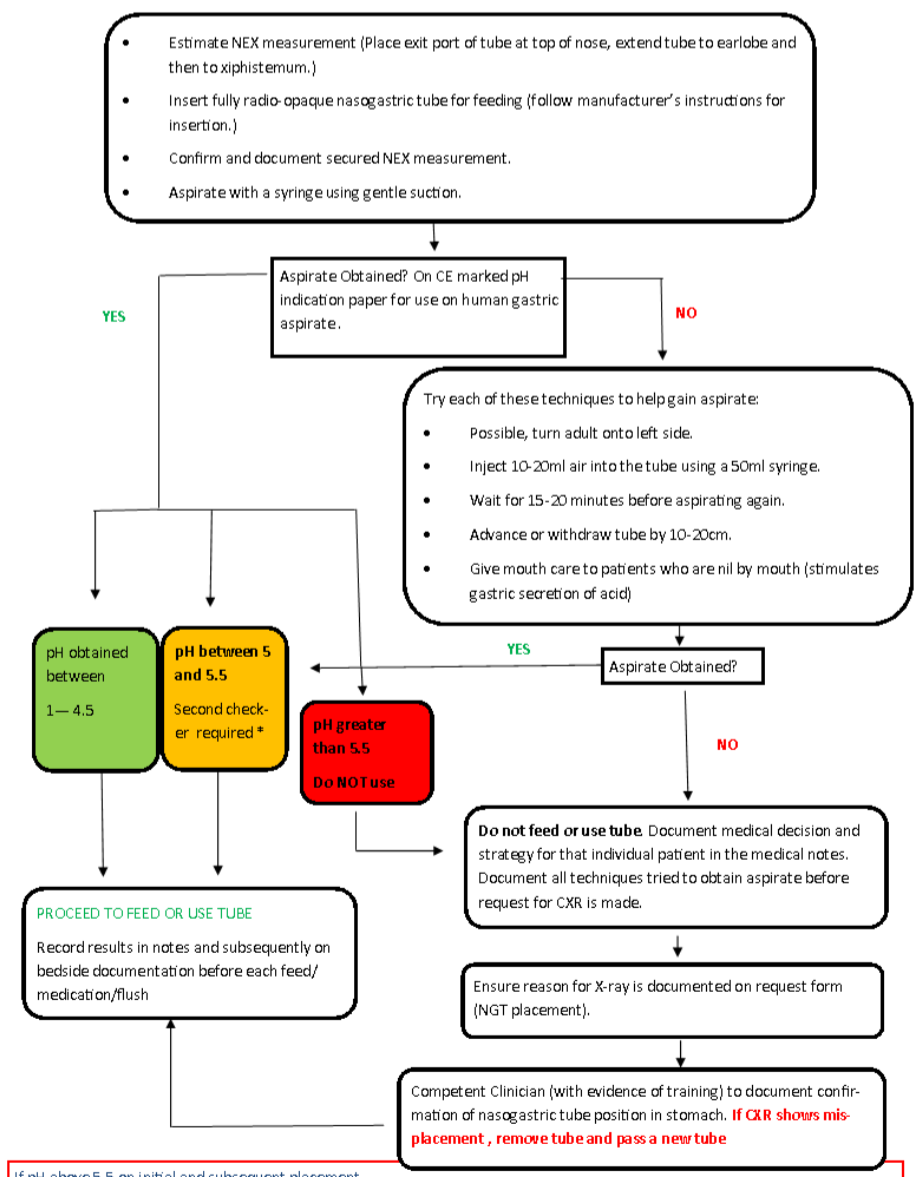 • Estimate NEX measurement (Place exit port of tube at top of nose, extend tube to earlobe and
then to xiphistemum.)
• Insert fully radio-opaque nasogastric tube for feeding (follow manufacturer's instructions for
insertion.)
• Confirm and document secured NEX measurement.
• Aspirate with a syringe using gentle suction.
Aspirate Obtained? On CE marked pH
indication paper for use on human gastric
aspirate.
YES
NO
Try each of these techniques to help gain aspirate:
• Possible, turn adult onto left side.
• Inject 10-20ml air into the tube using a 50ml syringe.
• Wait for 15-20 minutes before aspirating again.
• Advance or withdraw tube by 10-20cm.
• Give mouth care to patients who are nil by mouth (stimulates
gastric secretion of acid)
pH obtained
between
1— 4.5
pH between 5
and 5.5
Second check-
er required *
pH greater
than 5.5
Do NOT use
YES
Aspirate Obtained?
NO
Do not feed or use tube. Document medical decision and
strategy for that individual patient in the medical notes.
Document all techniques tried to obtain aspirate before
request for CXR is made.
PROCEED TO FEED OR USE TUBE
Record results in notes and subsequently on
bedside documentation before each feed/
medication/flush
Ensure reason for X-ray is documented on request form
(NGT placement).
Competent Clinician (with evidence of training) to document confir-
mation of nasogastric tube position in stomach. If CXR shows mis-
placement , remove tube and pass a new tube
If pH above 5.5 on initial and subsequent placement